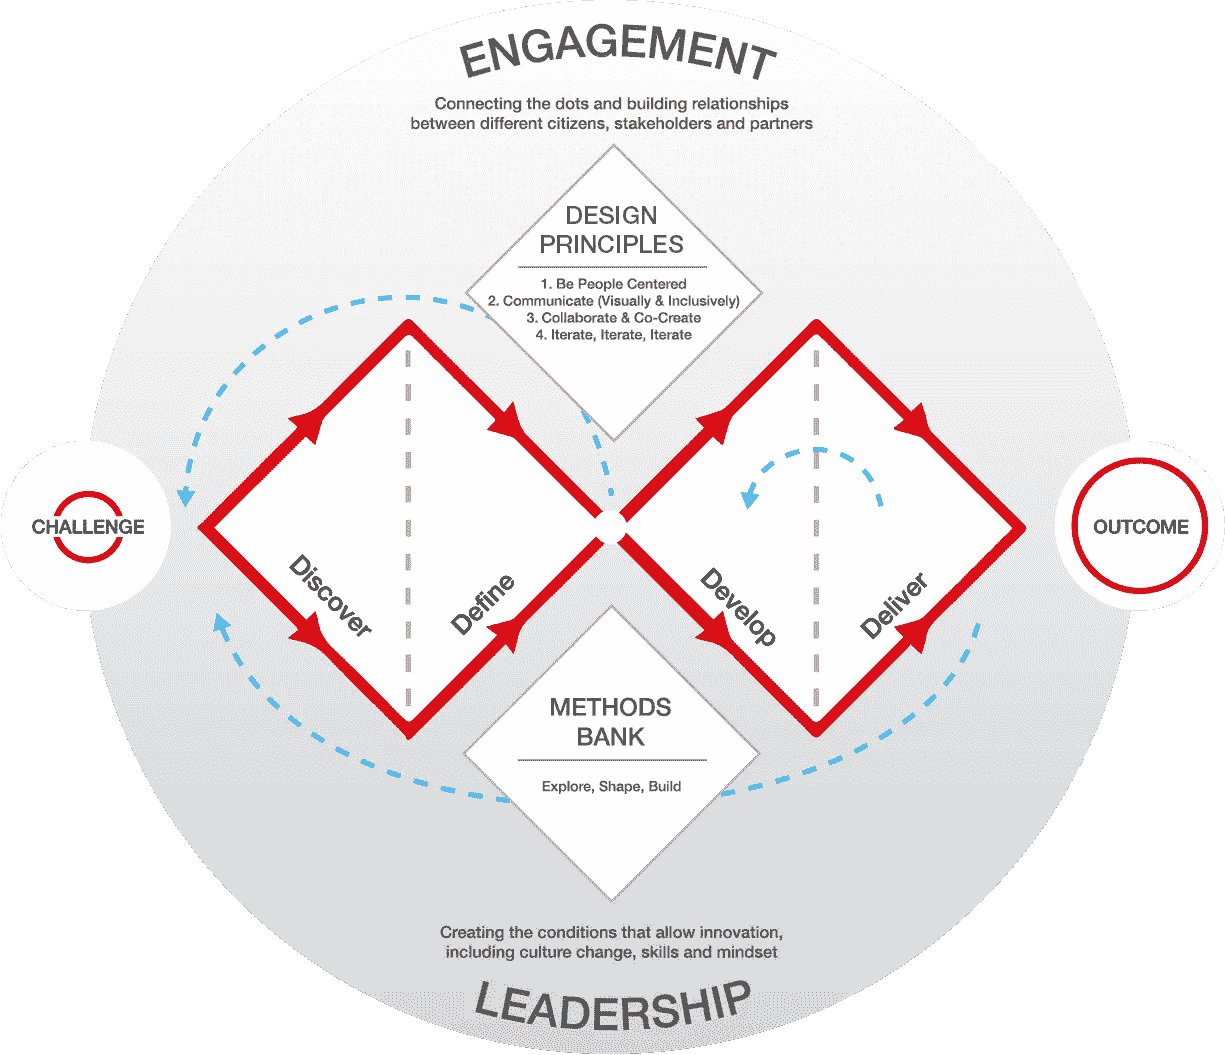 ENGAGEMENT
Connecting the dots and building relationships
between different citizens, stakeholders and partners
DESIGN
PRINCIPLES
1. Be People Centered
2. Communicate (Visually & Inclusively)
3. Collaborate & Co-Create
4. Iterate, Iterate, Iterate
CHALLENGE
OUTCOME
Discover
Define
Develop
Deliver
METHODS
BANK
Explore, Shape, Build
Creating the conditions that allow innovation,
including culture change, skills and mindset
LEADERSHIP